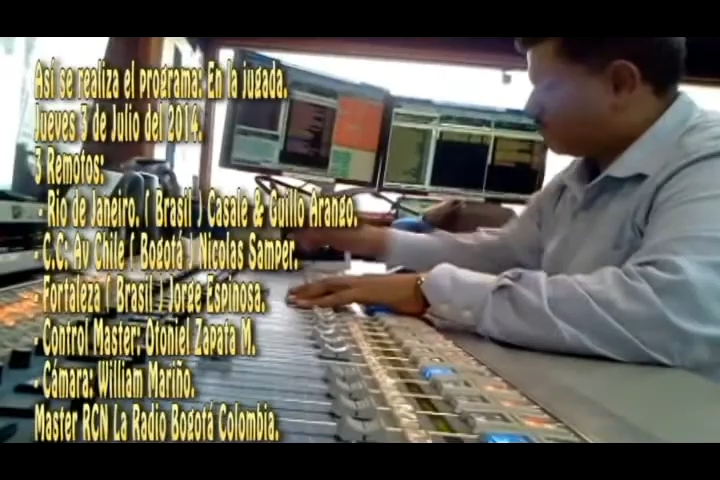 Así se realiza el programa: En la jugada.
Jueves 3 de Julio del 2014.
3 Remotos:
- Rio de Janeiro. ( Brasil ) Casale & Guillo Arango.
- C.C: Av Chile ( Bogotá ) Nicolas Samper.
- Fortaleza ( Brasil ) Jorge Espinosa.
- Control Master: Otoniel Zapata M.
- Cámara: William Mariño.
Master RCN La Radio Bogotá Colombia.